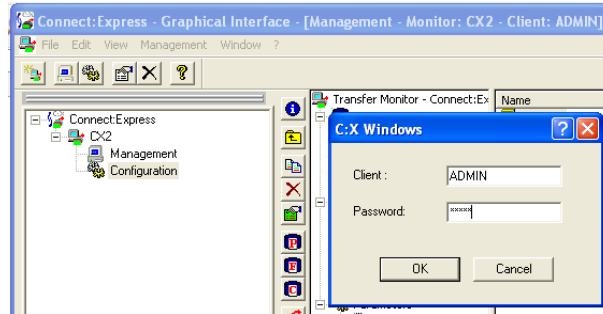 Connect:Express - Graphical Interface - [Management - Monitor: CX2 - Client: ADMIN]
File Edit View Management Window ?
Transfer Monitor - Connect:Ex
Name
Connect:Express
CX2
Management
Configuration
C:X Windows
Client :
ADMIN
Password:
xxxxx
OK
Cancel
P
F
C